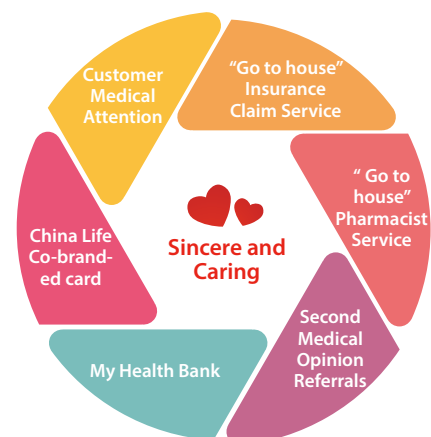 Customer
Medical
Attention
“Go to house”
Insurance
Claim Service
“ Go to
house”
Pharmacist
Service
Second
Medical
Opinion
Referrals
My Health Bank
China Life
Co-brand-
ed card
Sincere and
Caring